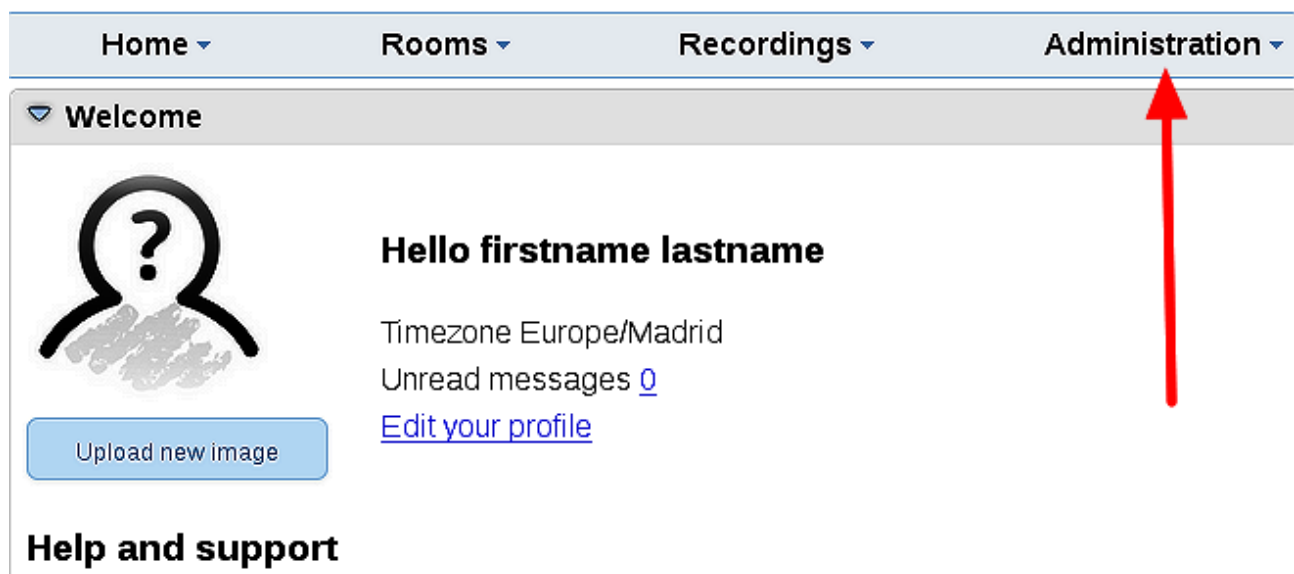 Home Rooms Recordings Administration
Welcome
?
Hello firstname lastname
Timezone Europe/Madrid
Unread messages 0
Edit your profile
Upload new image
Help and support